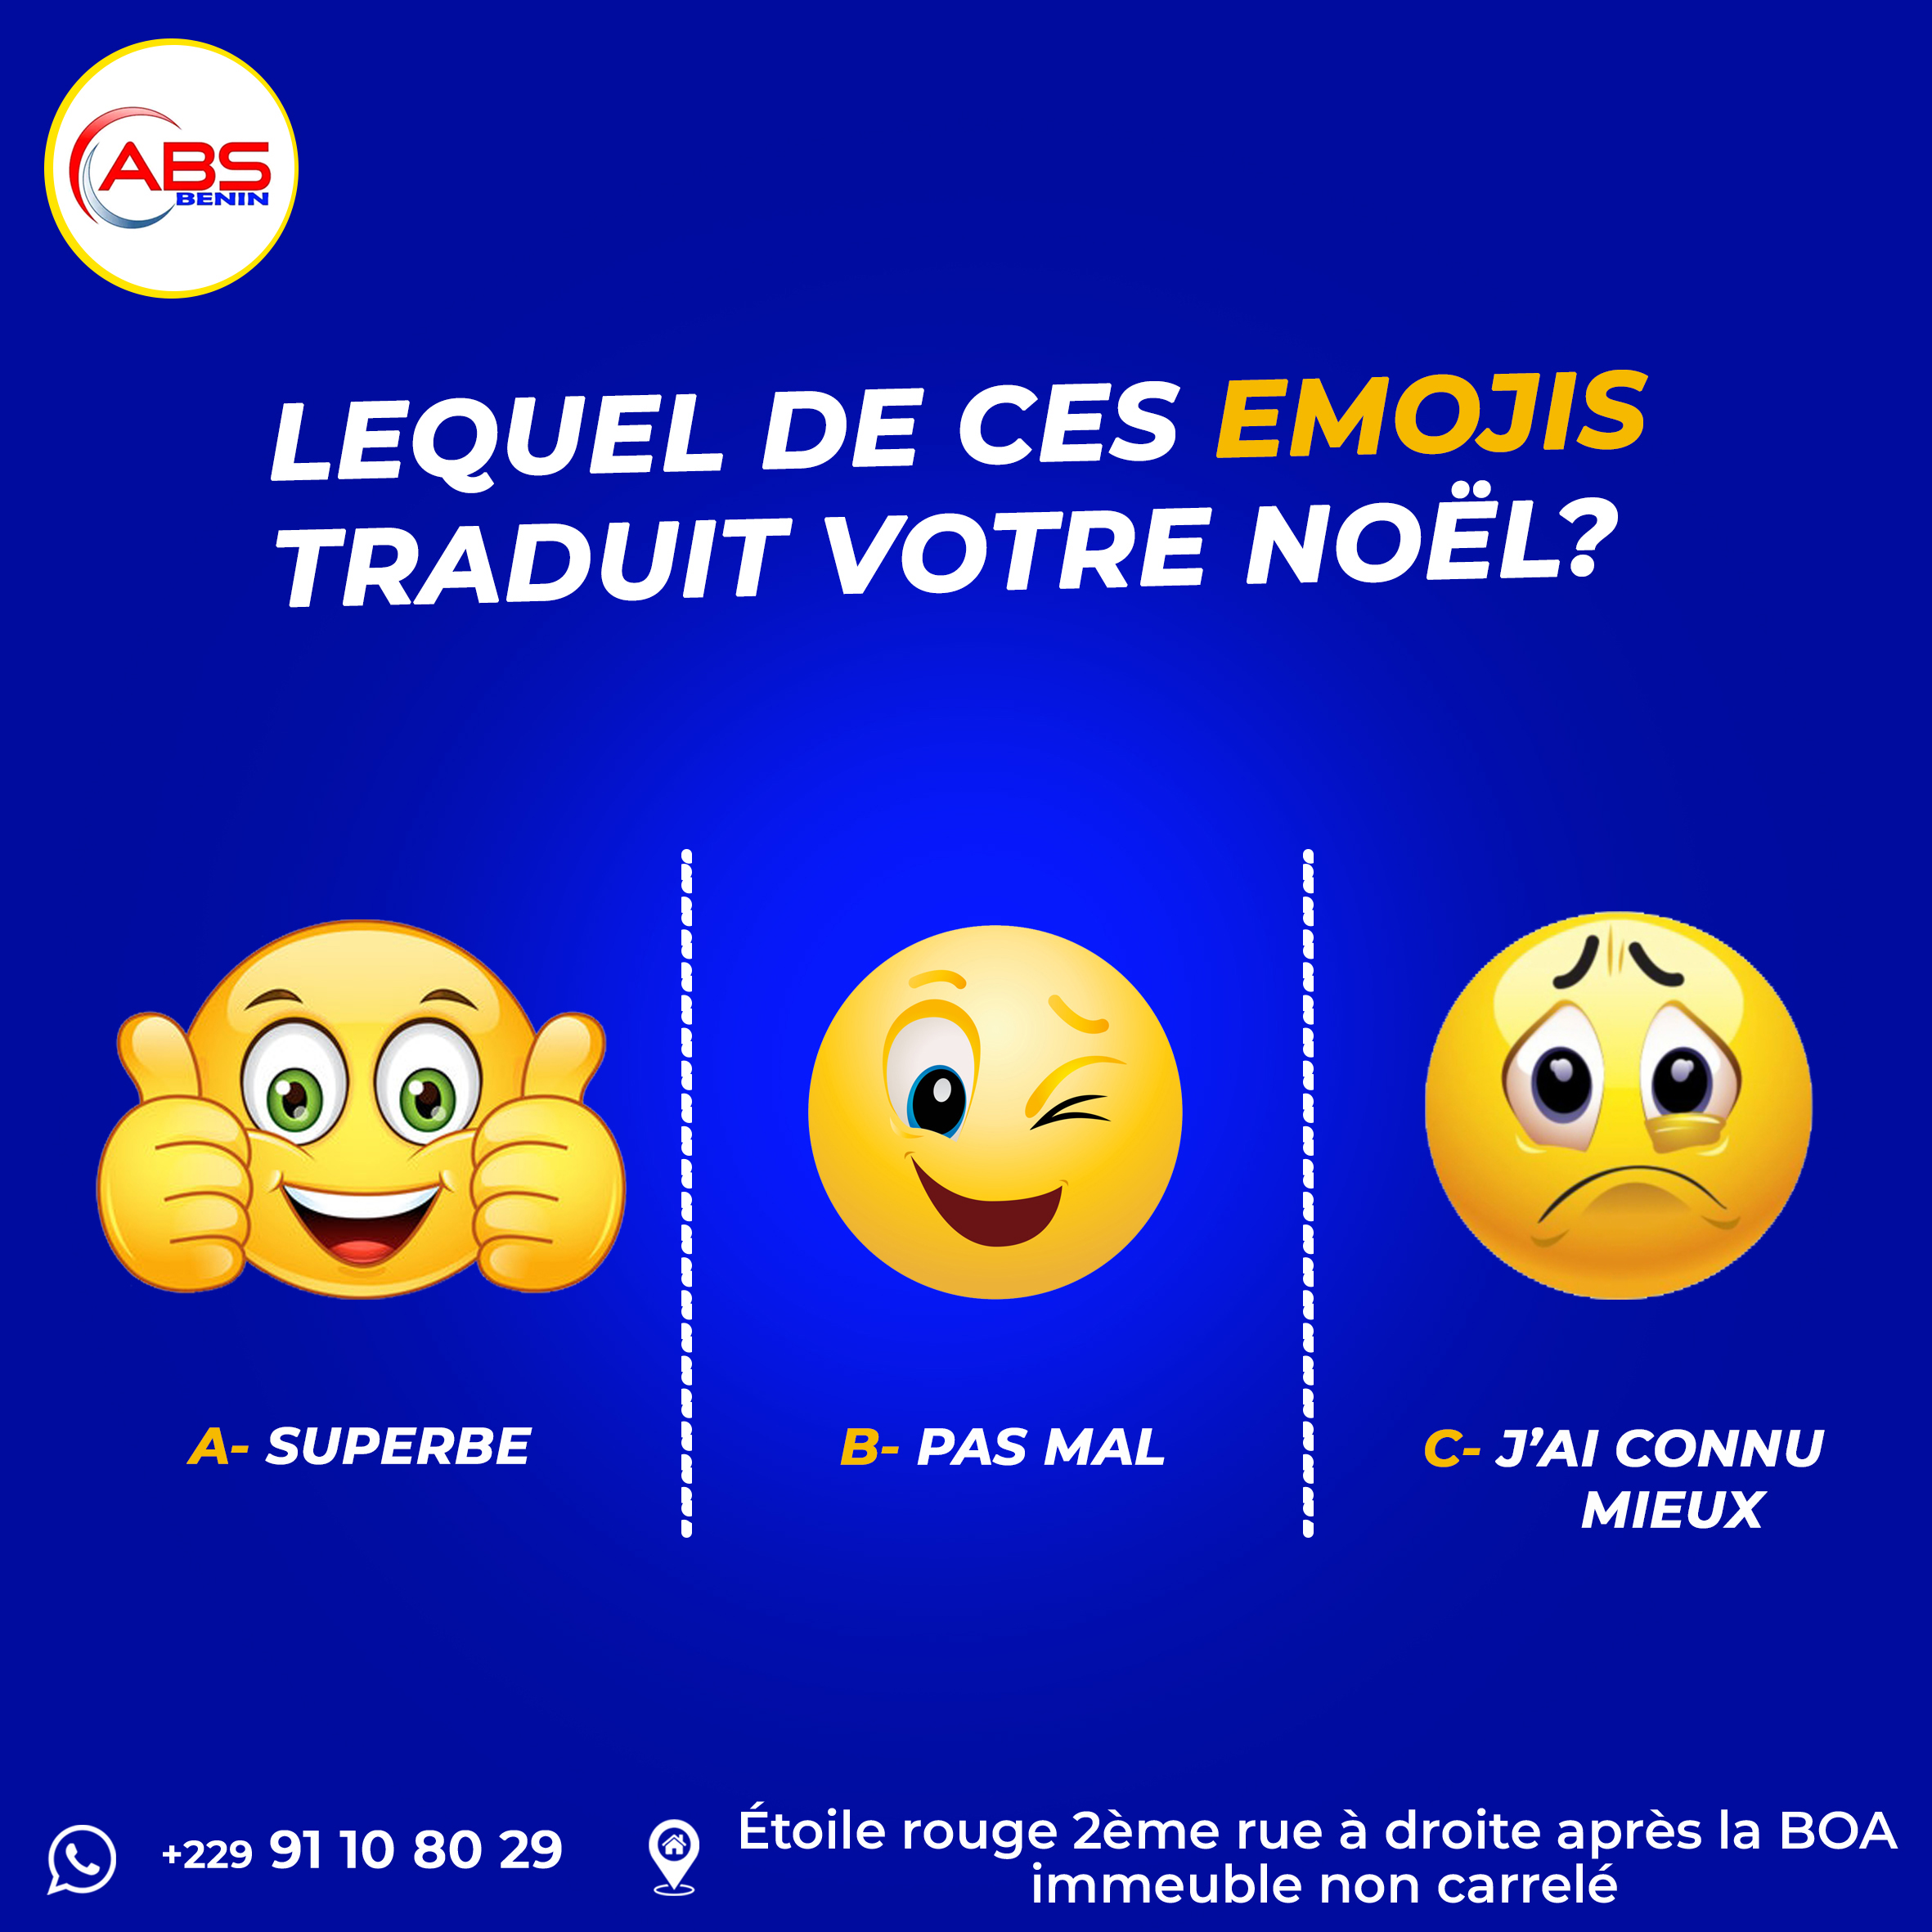 ABS
BENIN
LEQUEL DE CES EMOJIS
TRADUIT VOTRE NOËL?
A- SUPERBE
B- PAS MAL
C- J'AI CONNU
MIEUX
+229 91 10 80 29
Étoile rouge 2ème rue à droite après la BOA
immeuble non carrelé